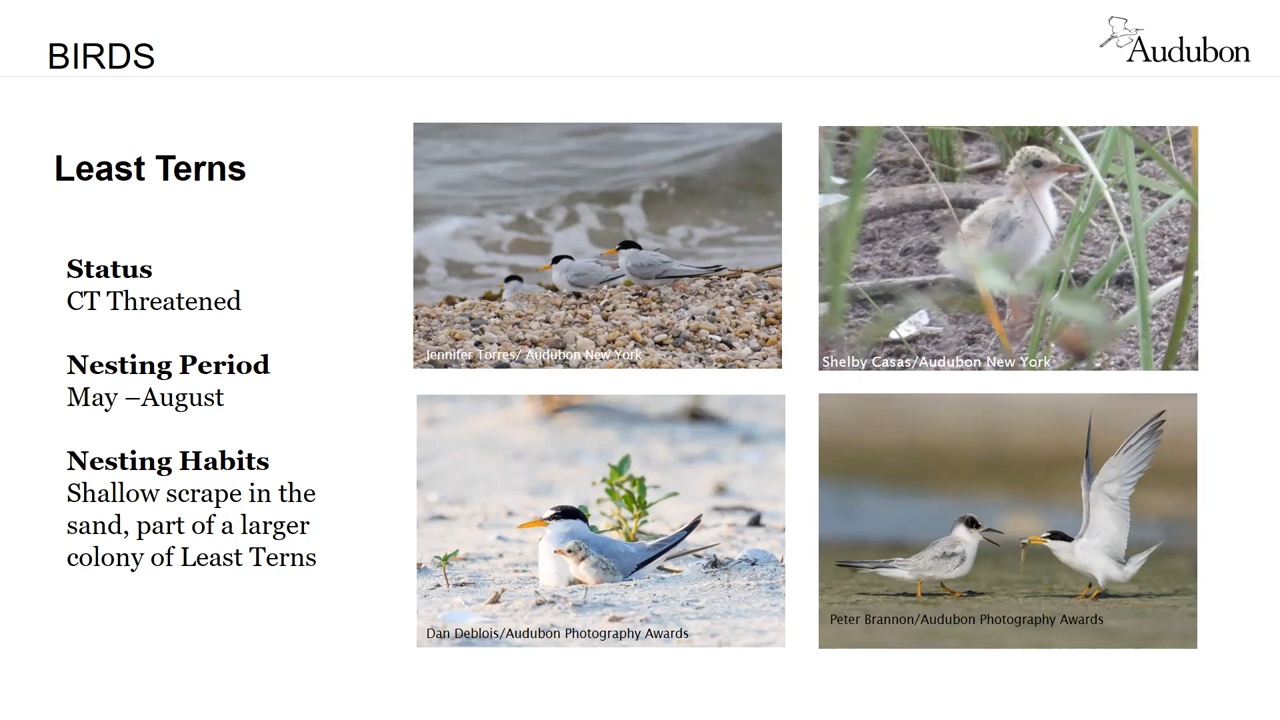 BIRDS
Audubon
Least Terns
Status
CT Threatened
Nesting Period
May –August
Nesting Habits
Shallow scrape in the
sand, part of a larger
colony of Least Terns
Jennifer Torres/ Audubon New York
Shelby Casas/Audubon New York
Dan Deblois/Audubon Photography Awards
Peter Brannon/Audubon Photography Awards